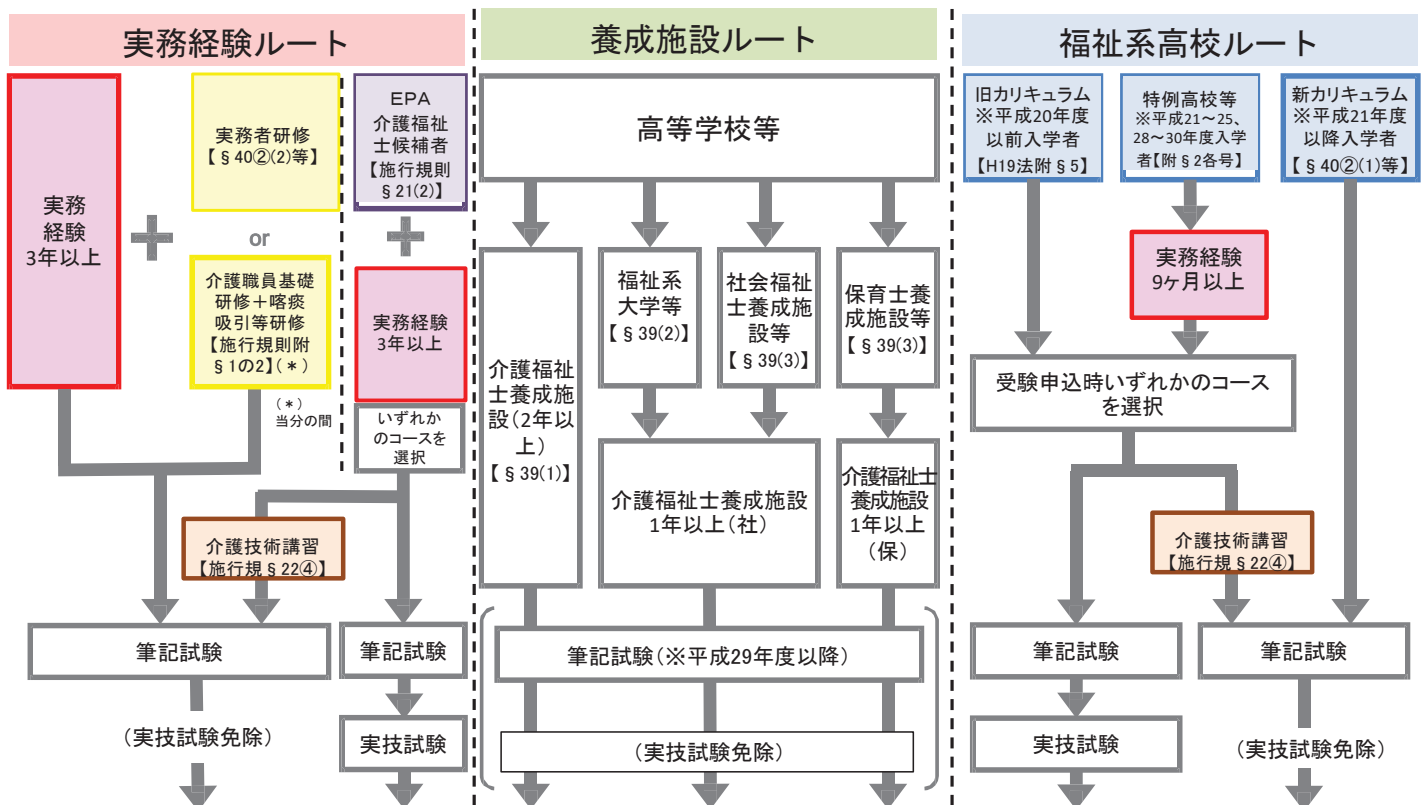 実務経験ルート
実務
経験
3年以上
実務者研修
【§40②(2)等】
or
介護職員基礎
研修＋喀痰
吸引等研修
【施行規則附
§1の2】(*)
(*)
当分の間
EPA
介護福祉
士候補者
【施行規則
§21(2)】
実務経験
3年以上
いずれか
のコースを
選択
介護技術講習
【施行規§22④】
筆記試験
(実技試験免除)
筆記試験
実技試験
養成施設ルート
高等学校等
介護福祉
士養成施
設(2年以
上)
【§39(1)】
福祉系
大学等
【§39(2)】
社会福祉
士養成施
設等
【§39(3)】
保育士養
成施設等
【§39(3)】
介護福祉士養成施設
1年以上(社)
介護福祉士
養成施設
1年以上
(保)
筆記試験(※平成29年度以降)
(実技試験免除)
福祉系高校ルート
旧カリキュラム
※平成20年度
以前入学者
【H19法附§5】
特例高校等
※平成21～25、
28～30年度入学
者【附§2各号】
新カリキュラム
※平成21年度
以降入学者
【§40②(1)等】
実務経験
9ヶ月以上
受験申込時いずれかのコース
を選択
介護技術講習
【施行規§22④】
筆記試験
実技試験
筆記試験
(実技試験免除)